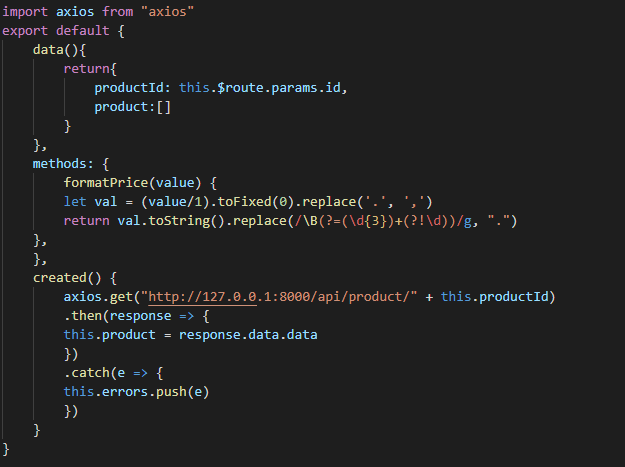 import axios from "axios"
export default {
    data(){
        return{
            productId: this.$route.params.id,
            product:[]
        }
    },
    methods: {
        formatPrice(value) {
        let val = (value/1).toFixed(0).replace('.', ',')
        return val.toString().replace(/\B(?=(\d{3})+(?!\d))/g, ".")
    },
    },
    created() {
        axios.get("http://127.0.0.1:8000/api/product/" + this.productId)
        .then(response => {
        this.product = response.data.data
        })
        .catch(e => {
        this.errors.push(e)
        })
    }
}